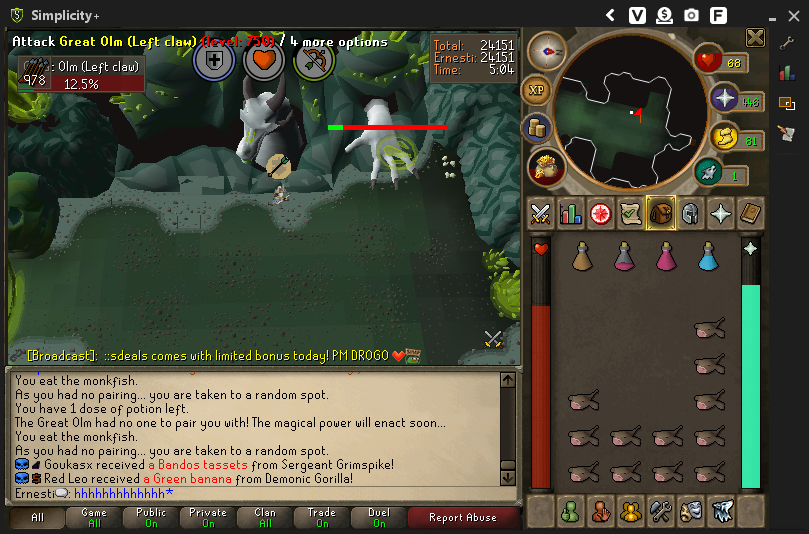 Simplicity+
V
F
Attack Great Olm (Left claw) (level: 750) / 4 more options
: Olm (Left claw)
978
12.5%
Total: 24151
Ernesti: 24151
Time: 5:04
XP
68
446
81
1
[Broadcast]: ::sdeals comes with limited bonus today! PM DROGO
You eat the monkfish.
As you had no pairing... you are taken to a random spot.
You have 1 dose of potion left.
The Great Olm had no one to pair you with! The magical power will enact soon...
You eat the monkfish.
As you had no pairing... you are taken to a random spot.
Goukasx received a Bandos tassets from Sergeant Grimspike!
Red Leo received a Green banana from Demonic Gorilla!
Ernesti: hhhhhhhhhhhhh*
All
Game All
Public On
Private On
Clan All
Trade On
Duel On
Report Abuse